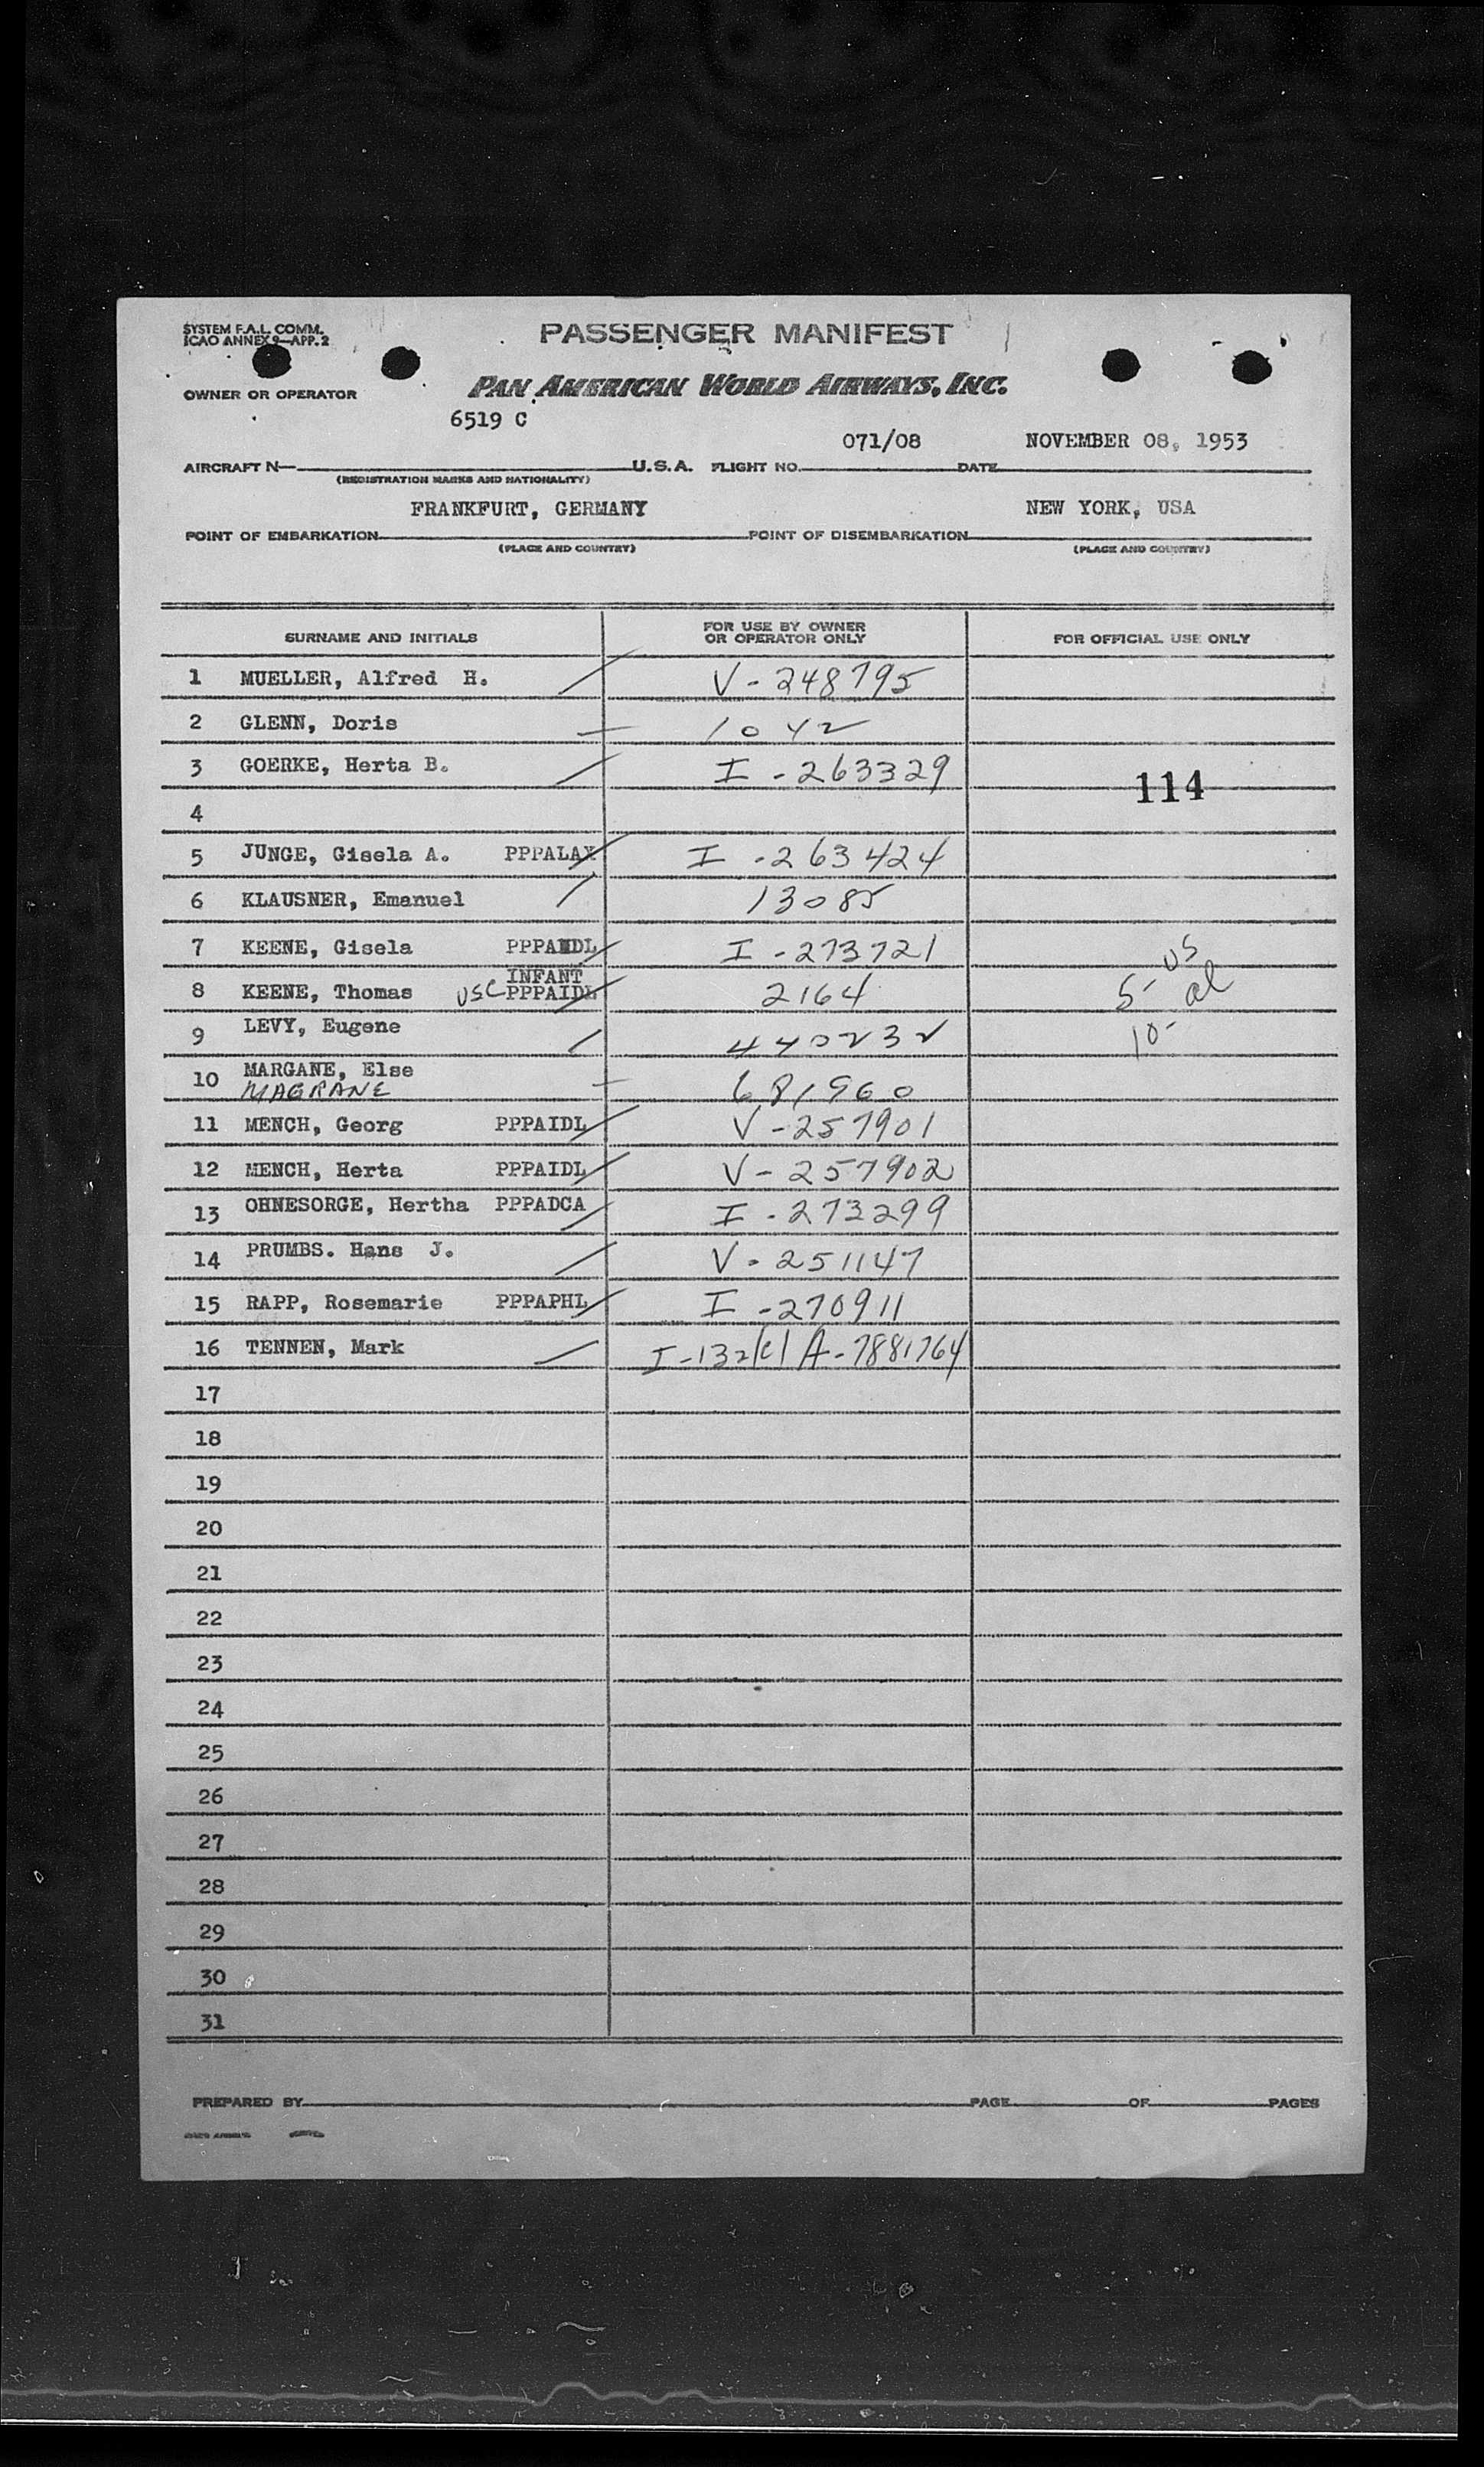 SYSTEM F.A.L. COMM.
ICAO ANNEX 9—APP. 2
PASSENGER MANIFEST
OWNER OR OPERATOR
PAN AMERICAN WORLD AIRWAYS, INC.
6519 C
071/08 NOVEMBER 08, 1953
AIRCRAFT N— U.S.A. FLIGHT NO. DATE
(REGISTRATION MARKS AND NATIONALITY)
FRANKFURT, GERMANY NEW YORK, USA
POINT OF EMBARKATION POINT OF DISEMBARKATION
(PLACE AND COUNTRY) (PLACE AND COUNTRY)
SURNAME AND INITIALS FOR USE BY OWNER OR OPERATOR ONLY FOR OFFICIAL USE ONLY
1 MUELLER, Alfred H. V - 248795
2 GLENN, Doris 1042
3 GOERKE, Herta B. I - 263329
114
4
5 JUNGE, Gisela A. PPPALAX I - 263424
6 KLAUSNER, Emanuel 13085
7 KEENE, Gisela PPPAIDL I - 273721
US
INFANT
8 KEENE, Thomas USC PPPAIDL 2164 5- al
9 LEVY, Eugene 440232 10-
10 MARGANE, Else
MAGRANE 681960
11 MENCH, Georg PPPAIDL V - 257901
12 MENCH, Herta PPPAIDL V - 257902
13 OHNESORGE, Hertha PPPADCA I - 273299
14 PRUMBS. Hans J. V - 251147
15 RAPP, Rosemarie PPPAPHL I - 270911
16 TENNEN, Mark I - 132(c) A - 7881764
17
18
19
20
21
22
23
24
25
26
27
28
29
30
31
PREPARED BY PAGE OF PAGES